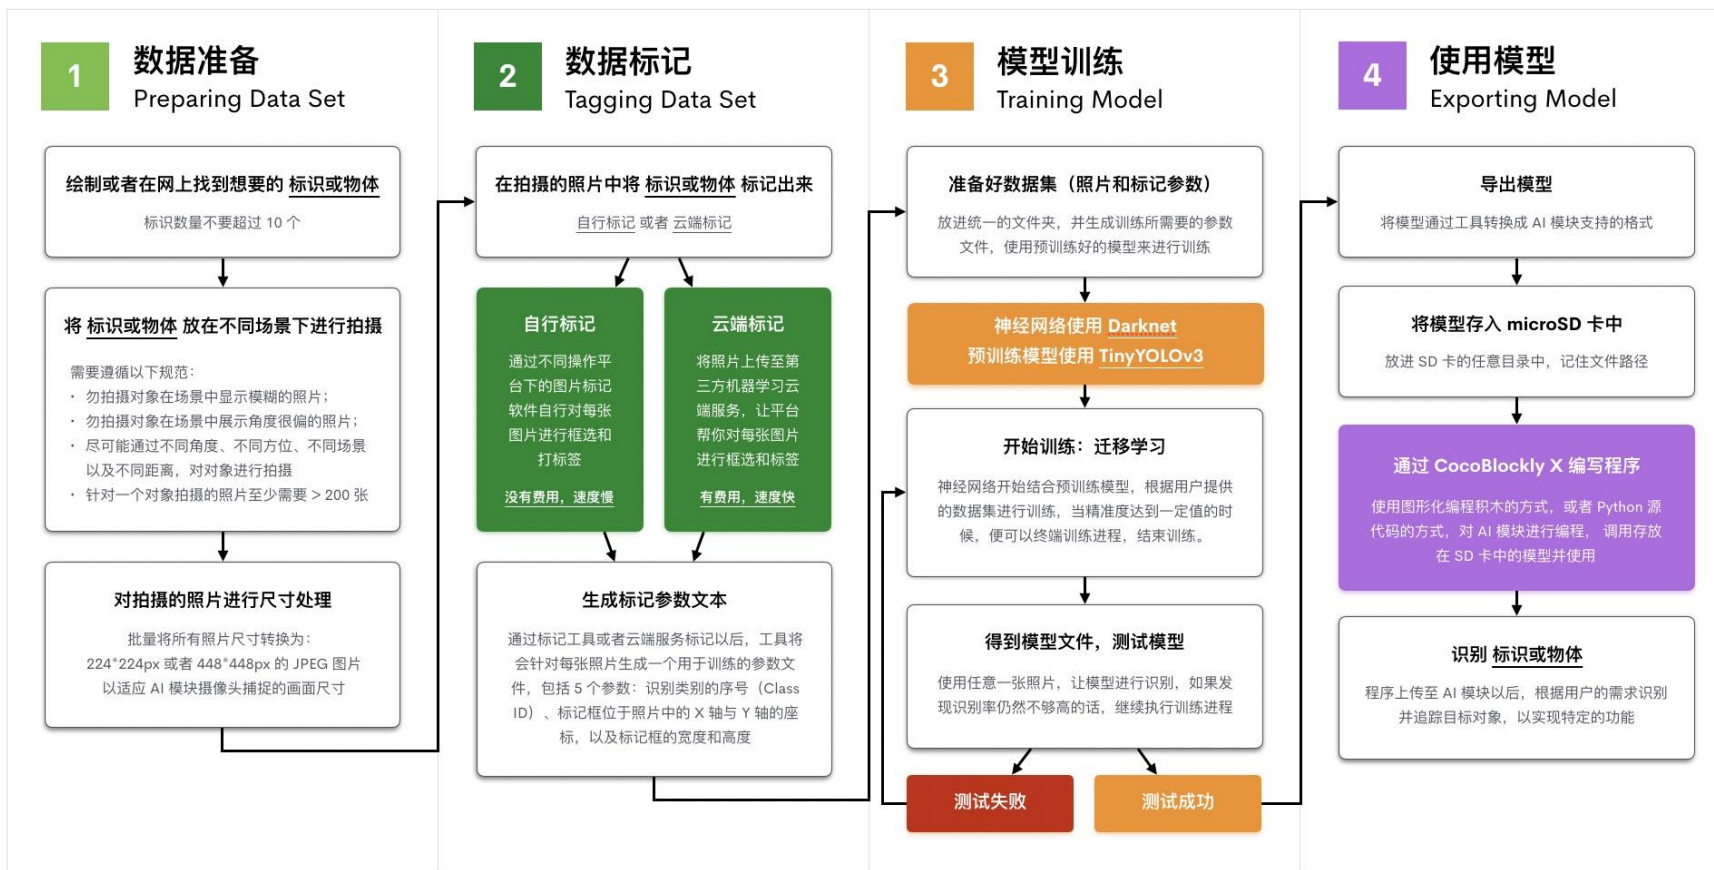 1
数据准备
Preparing Data Set
绘制或者在网上找到想要的 标识或物体
标识数量不要超过 10 个
将 标识或物体 放在不同场景下进行拍摄
需要遵循以下规范：
· 勿拍摄对象在场景中显示模糊的照片；
· 勿拍摄对象在场景中展示角度很偏的照片；
· 尽可能通过不同角度、不同方位、不同场景
以及不同距离，对对象进行拍摄
· 针对一个对象拍摄的照片至少需要 > 200 张
对拍摄的照片进行尺寸处理
批量将所有照片尺寸转换为：
224*224px 或者 448*448px 的 JPEG 图片
以适应 AI 模块摄像头捕捉的画面尺寸
2
数据标记
Tagging Data Set
在拍摄的照片中将 标识或物体 标记出来
自行标记 或者 云端标记
自行标记
通过不同操作平
台下的图片标记
软件自行对每张
图片进行框选和
打标签
没有费用，速度慢
云端标记
将照片上传至第
三方机器学习云
端服务，让平台
帮你对每张图片
进行框选和标签
有费用，速度快
生成标记参数文本
通过标记工具或者云端服务标记以后，工具将
会针对每张照片生成一个用于训练的参数文
件，包括 5 个参数：识别类别的序号（Class
ID）、标记框位于照片中的 X 轴与 Y 轴的座
标，以及标记框的宽度和高度
3
模型训练
Training Model
准备好数据集（照片和标记参数）
放进统一的文件夹，并生成训练所需要的参数
文件，使用预训练好的模型来进行训练
神经网络使用 Darknet
预训练模型使用 TinyYOLOv3
开始训练：迁移学习
神经网络开始结合预训练模型，根据用户提供
的数据集进行训练，当精准度达到一定值的时
候，便可以终端训练进程，结束训练。
得到模型文件，测试模型
使用任意一张照片，让模型进行识别，如果发
现识别率仍然不够高的话，继续执行训练进程
测试失败
测试成功
4
使用模型
Exporting Model
导出模型
将模型通过工具转换成 AI 模块支持的格式
将模型存入 microSD 卡中
放进 SD 卡的任意目录中，记住文件路径
通过 CocoBlockly X 编写程序
使用图形化编程积木的方式，或者 Python 源
代码的方式，对 AI 模块进行编程， 调用存放
在 SD 卡中的模型并使用
识别 标识或物体
程序上传至 AI 模块以后，根据用户的需求识别
并追踪目标对象，以实现特定的功能